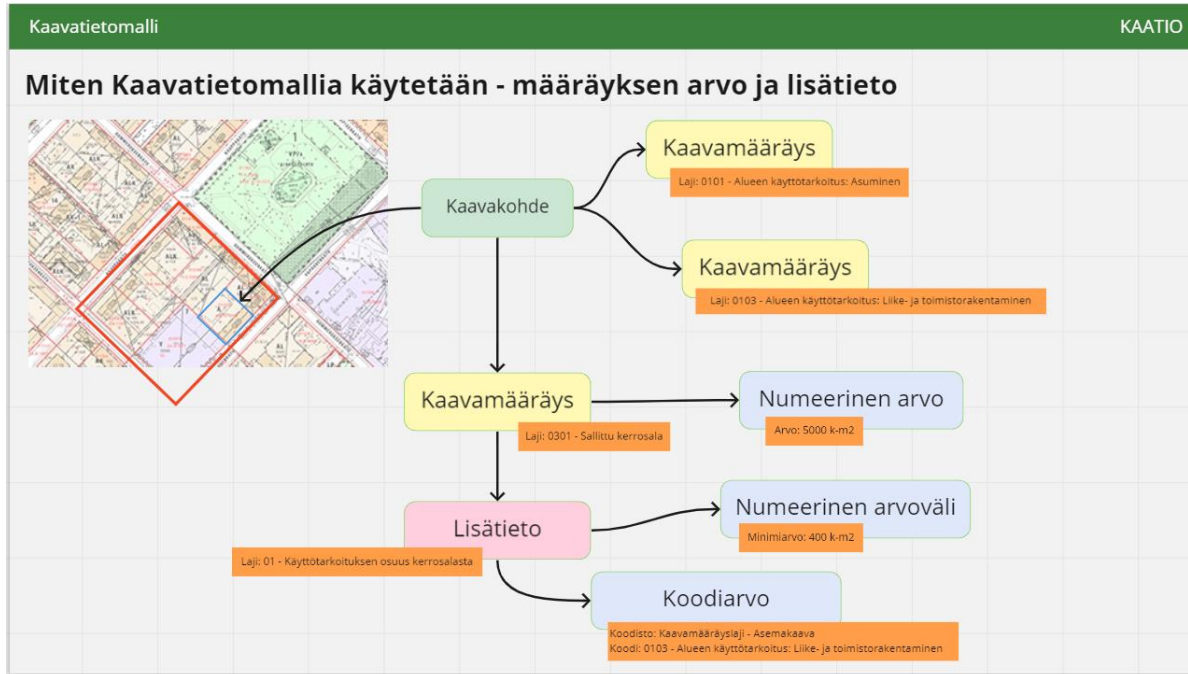 Kaavatietomalli
KAATIO
Miten Kaavatietomallia käytetään - määräyksen arvo ja lisätieto
Kaavamääräys
Laji: 0101 - Alueen käyttötarkoitus: Asuminen
Kaavakohde
Kaavamääräys
Laji: 0103 - Alueen käyttötarkoitus: Liike- ja toimistorakentaminen
Kaavamääräys
Laji: 0301 - Sallittu kerrosala
Numeerinen arvo
Arvo: 5000 k-m2
Lisätieto
Laji: 01 - Käyttötarkoituksen osuus kerrosalasta
Numeerinen arvoväli
Minimiarvo: 400 k-m2
Koodiarvo
Koodisto: Kaavamääräyslaji - Asemakaava
Koodi: 0103 - Alueen käyttötarkoitus: Liike- ja toimistorakentaminen